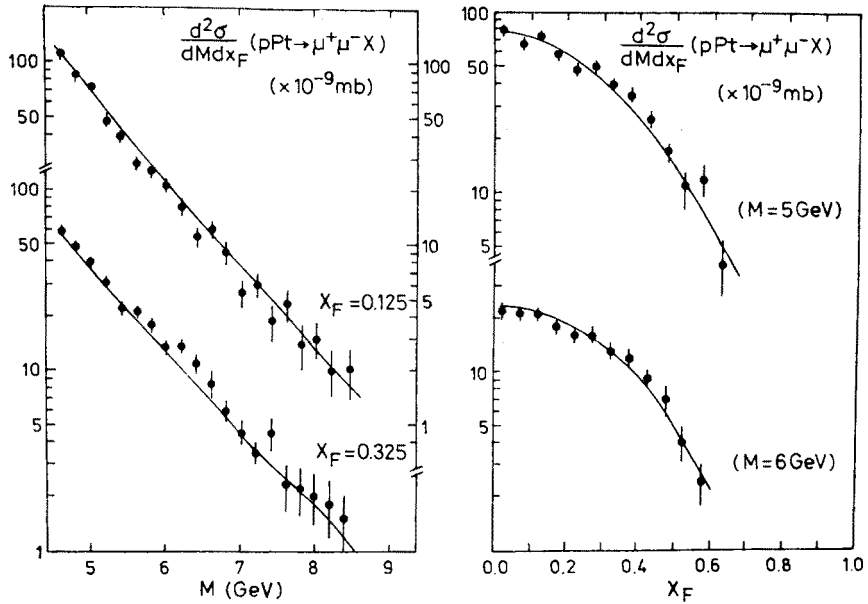 d²σ
dMdx_F (pPt→μ⁺μ⁻X)
(×10⁻⁹mb)
100
50
100
50
10
5
1
100
50
10
5
1
X_F=0.125
X_F=0.325
5 6 7 8 9
M (GeV)
d²σ
dMdx_F (pPt→μ⁺μ⁻X)
(×10⁻⁹mb)
100
50
10
5
10
5
(M=5GeV)
(M=6GeV)
0.0 0.2 0.4 0.6 0.8 1.0
X_F